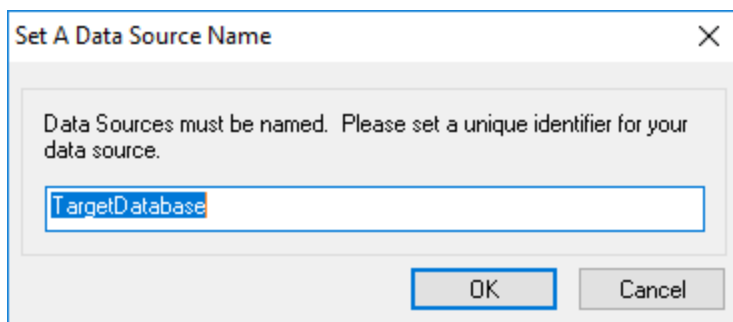 Set A Data Source Name
Data Sources must be named.  Please set a unique identifier for your
data source.
TargetDatabase
OK
Cancel